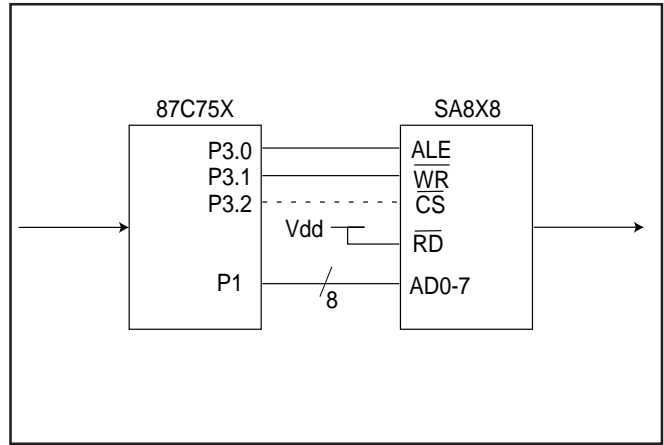 87C75X
SA8X8
P3.0
P3.1
P3.2
P1
Vdd
8
ALE
WR
CS
RD
AD0-7